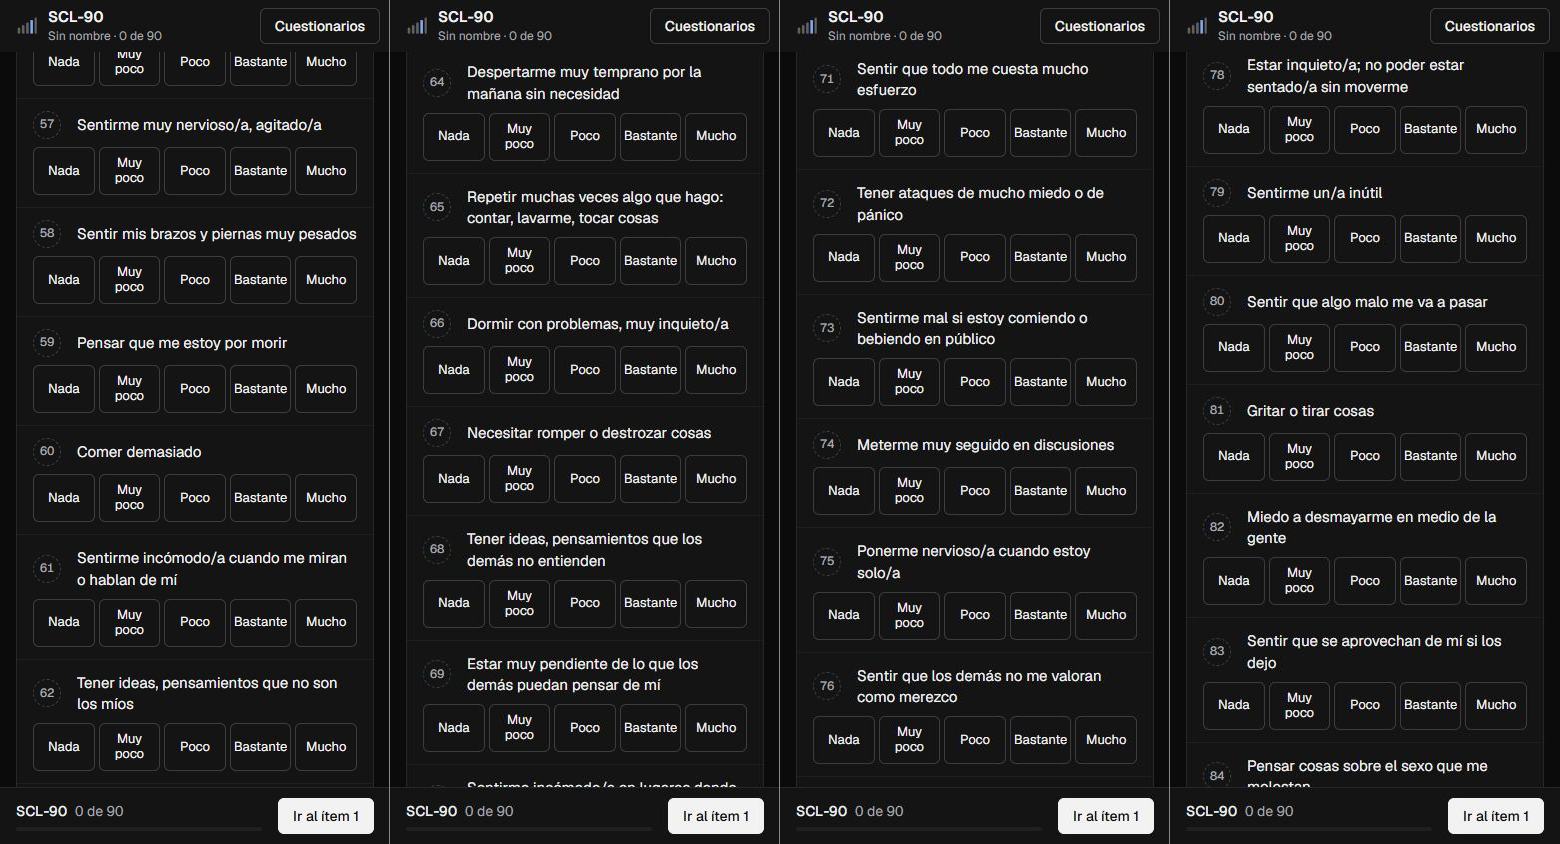 SCL-90
Sin nombre · 0 de 90
Cuestionarios
Nada
Muy
poco
Poco
Bastante
Mucho
57
Sentirme muy nervioso/a, agitado/a
Nada
Muy
poco
Poco
Bastante
Mucho
58
Sentir mis brazos y piernas muy pesados
Nada
Muy
poco
Poco
Bastante
Mucho
59
Pensar que me estoy por morir
Nada
Muy
poco
Poco
Bastante
Mucho
60
Comer demasiado
Nada
Muy
poco
Poco
Bastante
Mucho
61
Sentirme incómodo/a cuando me miran
o hablan de mí
Nada
Muy
poco
Poco
Bastante
Mucho
62
Tener ideas, pensamientos que no son
los míos
Nada
Muy
poco
Poco
Bastante
Mucho
SCL-90 0 de 90
Ir al ítem 1
SCL-90
Sin nombre · 0 de 90
Cuestionarios
64
Despertarme muy temprano por la
mañana sin necesidad
Nada
Muy
poco
Poco
Bastante
Mucho
65
Repetir muchas veces algo que hago:
contar, lavarme, tocar cosas
Nada
Muy
poco
Poco
Bastante
Mucho
66
Dormir con problemas, muy inquieto/a
Nada
Muy
poco
Poco
Bastante
Mucho
67
Necesitar romper o destrozar cosas
Nada
Muy
poco
Poco
Bastante
Mucho
68
Tener ideas, pensamientos que los
demás no entienden
Nada
Muy
poco
Poco
Bastante
Mucho
69
Estar muy pendiente de lo que los
demás puedan pensar de mí
Nada
Muy
poco
Poco
Bastante
Mucho
Sentirme incómodo/a en lugares donde
SCL-90 0 de 90
Ir al ítem 1
SCL-90
Sin nombre · 0 de 90
Cuestionarios
71
Sentir que todo me cuesta mucho
esfuerzo
Nada
Muy
poco
Poco
Bastante
Mucho
72
Tener ataques de mucho miedo o de
pánico
Nada
Muy
poco
Poco
Bastante
Mucho
73
Sentirme mal si estoy comiendo o
bebiendo en público
Nada
Muy
poco
Poco
Bastante
Mucho
74
Meterme muy seguido en discusiones
Nada
Muy
poco
Poco
Bastante
Mucho
75
Ponerme nervioso/a cuando estoy
solo/a
Nada
Muy
poco
Poco
Bastante
Mucho
76
Sentir que los demás no me valoran
como merezco
Nada
Muy
poco
Poco
Bastante
Mucho
SCL-90 0 de 90
Ir al ítem 1
SCL-90
Sin nombre · 0 de 90
Cuestionarios
78
Estar inquieto/a; no poder estar
sentado/a sin moverme
Nada
Muy
poco
Poco
Bastante
Mucho
79
Sentirme un/a inútil
Nada
Muy
poco
Poco
Bastante
Mucho
80
Sentir que algo malo me va a pasar
Nada
Muy
poco
Poco
Bastante
Mucho
81
Gritar o tirar cosas
Nada
Muy
poco
Poco
Bastante
Mucho
82
Miedo a desmayarme en medio de la
gente
Nada
Muy
poco
Poco
Bastante
Mucho
83
Sentir que se aprovechan de mí si los
dejo
Nada
Muy
poco
Poco
Bastante
Mucho
84
Pensar cosas sobre el sexo que me
molestan
SCL-90 0 de 90
Ir al ítem 1